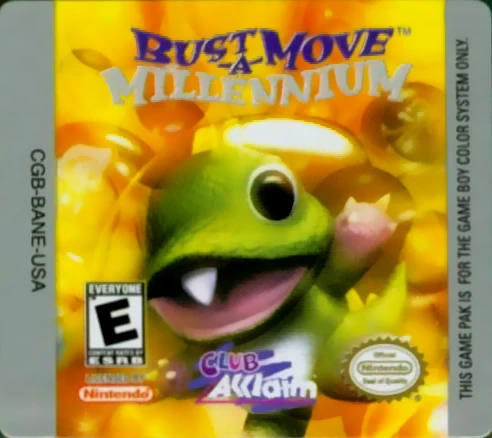 BUST-A-MOVE™
MILLENNIUM
CGB-BANE-USA
THIS GAME PAK IS FOR THE GAME BOY COLOR SYSTEM ONLY.
EVERYONE
E
CONTENT RATED BY
ESRB
LICENSED BY
Nintendo
CLUB
Acclaim
Official
Nintendo
Seal of Quality